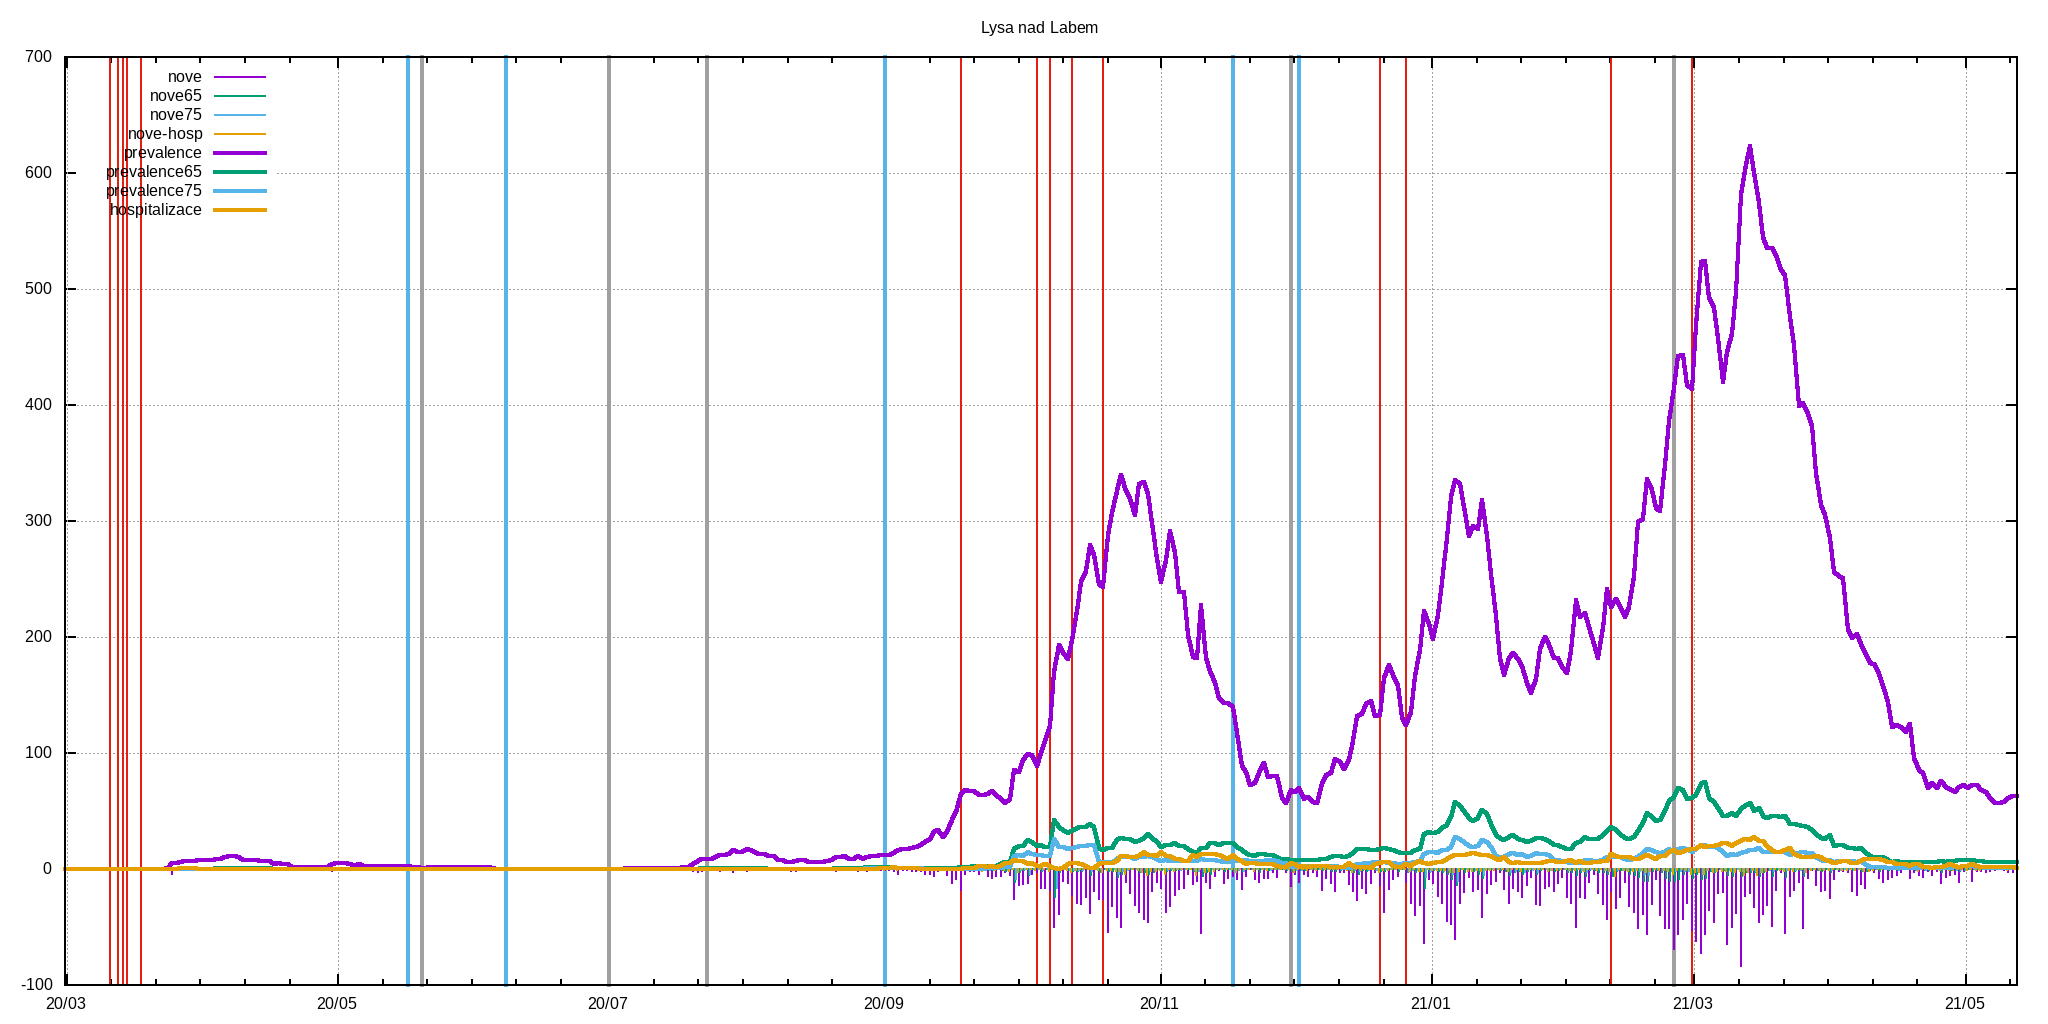 Lysa nad Labem
700
600
500
400
300
200
100
0
-100
nove
nove65
nove75
nove-hosp
prevalence
prevalence65
prevalence75
hospitalizace
20/03 20/05 20/07 20/09 20/11 21/01 21/03 21/05